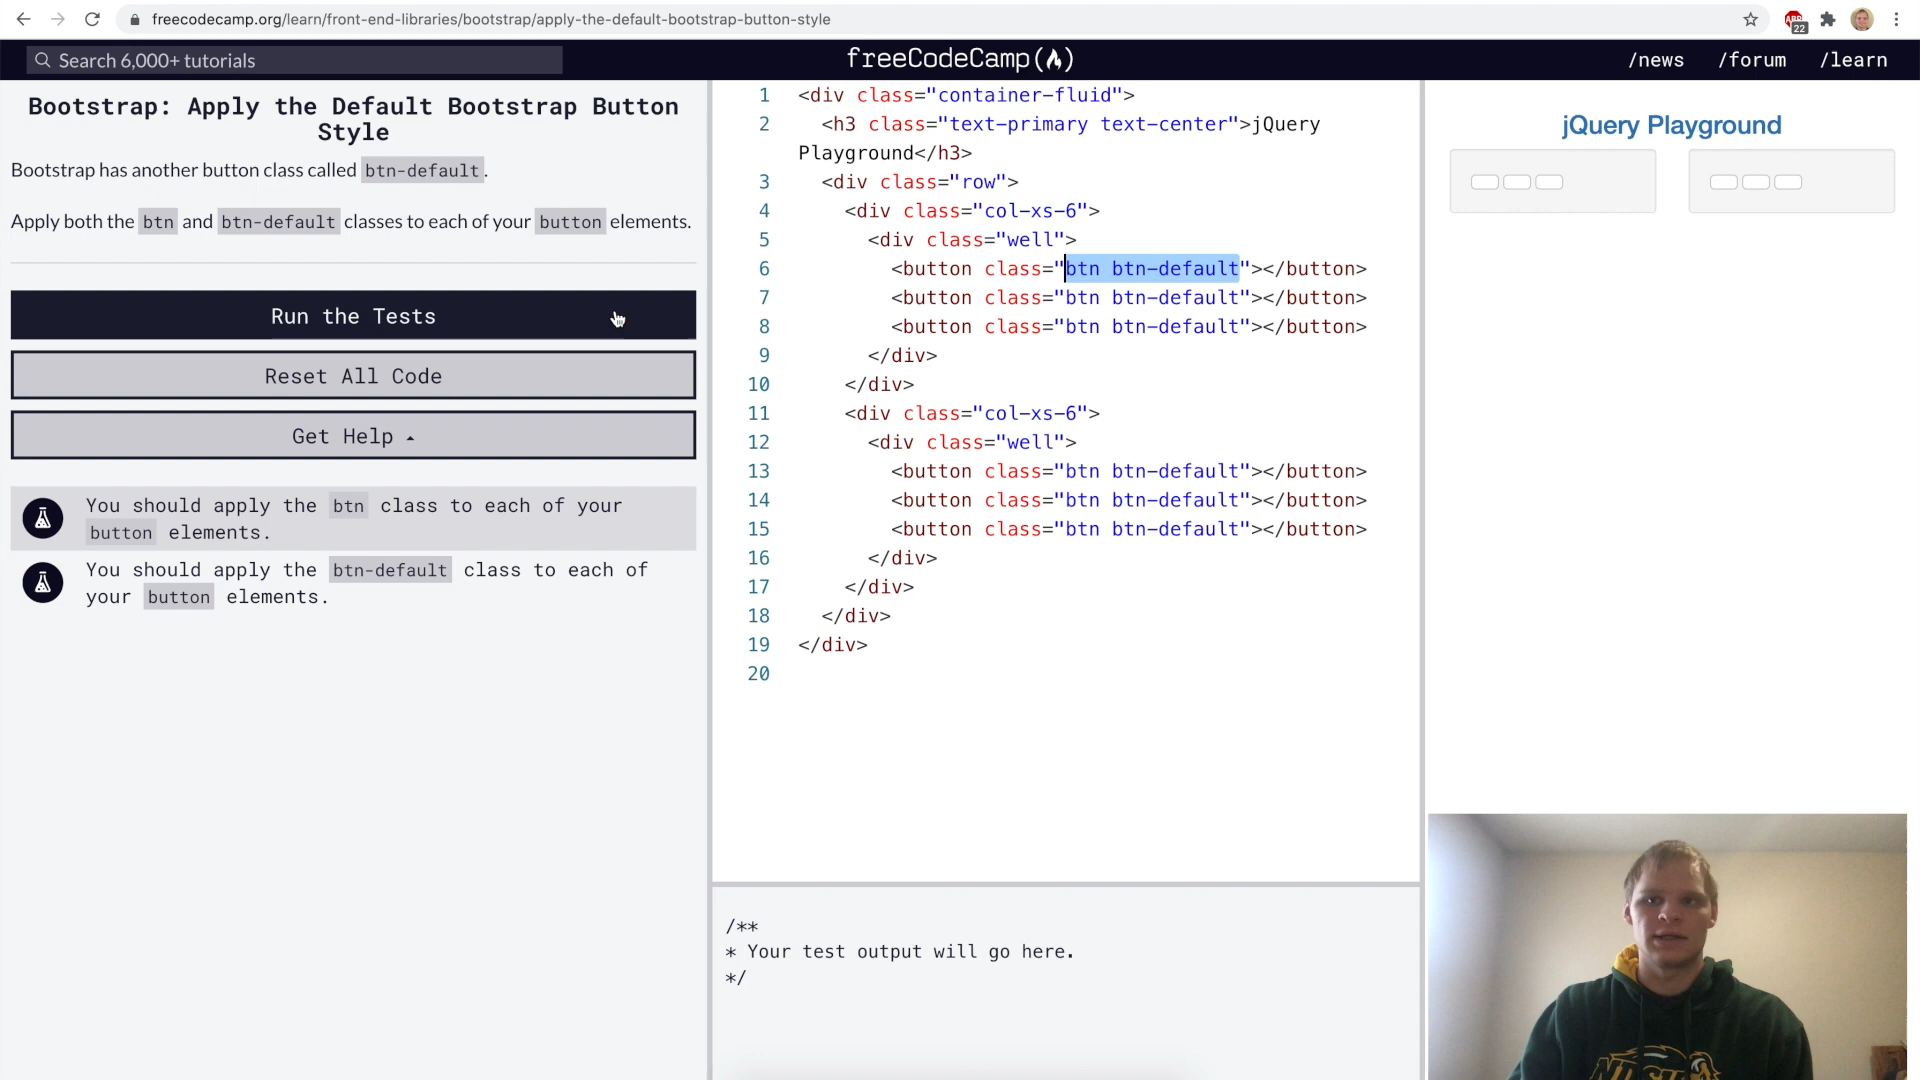 freecodecamp.org/learn/front-end-libraries/bootstrap/apply-the-default-bootstrap-button-style
22
Search 6,000+ tutorials
freeCodeCamp
/news
/forum
/learn
Bootstrap: Apply the Default Bootstrap Button
Style
Bootstrap has another button class called btn-default.
Apply both the btn and btn-default classes to each of your button elements.
Run the Tests
Reset All Code
Get Help
You should apply the btn class to each of your
button elements.
You should apply the btn-default class to each of
your button elements.
1 <div class="container-fluid">
2 <h3 class="text-primary text-center">jQuery
Playground</h3>
3 <div class="row">
4 <div class="col-xs-6">
5 <div class="well">
6 <button class="btn btn-default"></button>
7 <button class="btn btn-default"></button>
8 <button class="btn btn-default"></button>
9 </div>
10 </div>
11 <div class="col-xs-6">
12 <div class="well">
13 <button class="btn btn-default"></button>
14 <button class="btn btn-default"></button>
15 <button class="btn btn-default"></button>
16 </div>
17 </div>
18 </div>
19 </div>
20
/**
* Your test output will go here.
*/
jQuery Playground